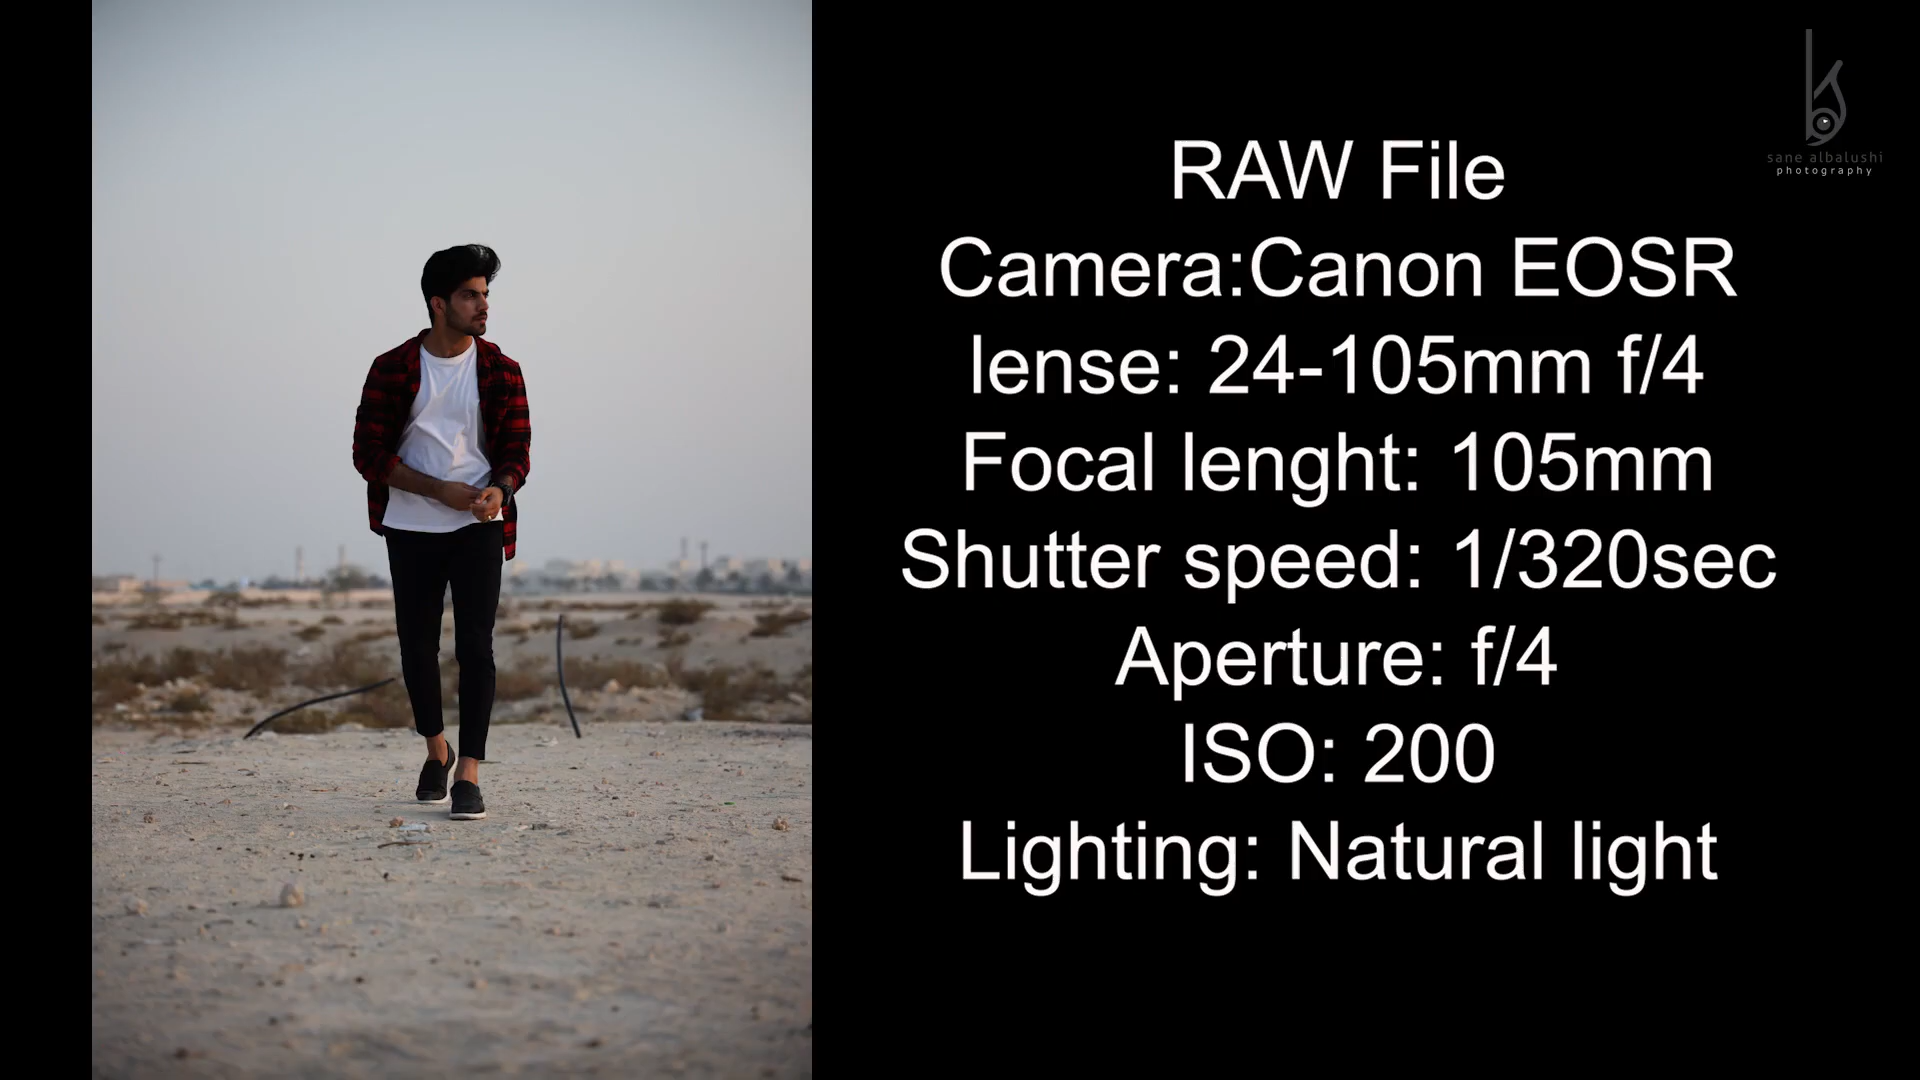 RAW File
Camera:Canon EOSR
lense: 24-105mm f/4
Focal lenght: 105mm
Shutter speed: 1/320sec
Aperture: f/4
ISO: 200
Lighting: Natural light
sane albalushi
photography